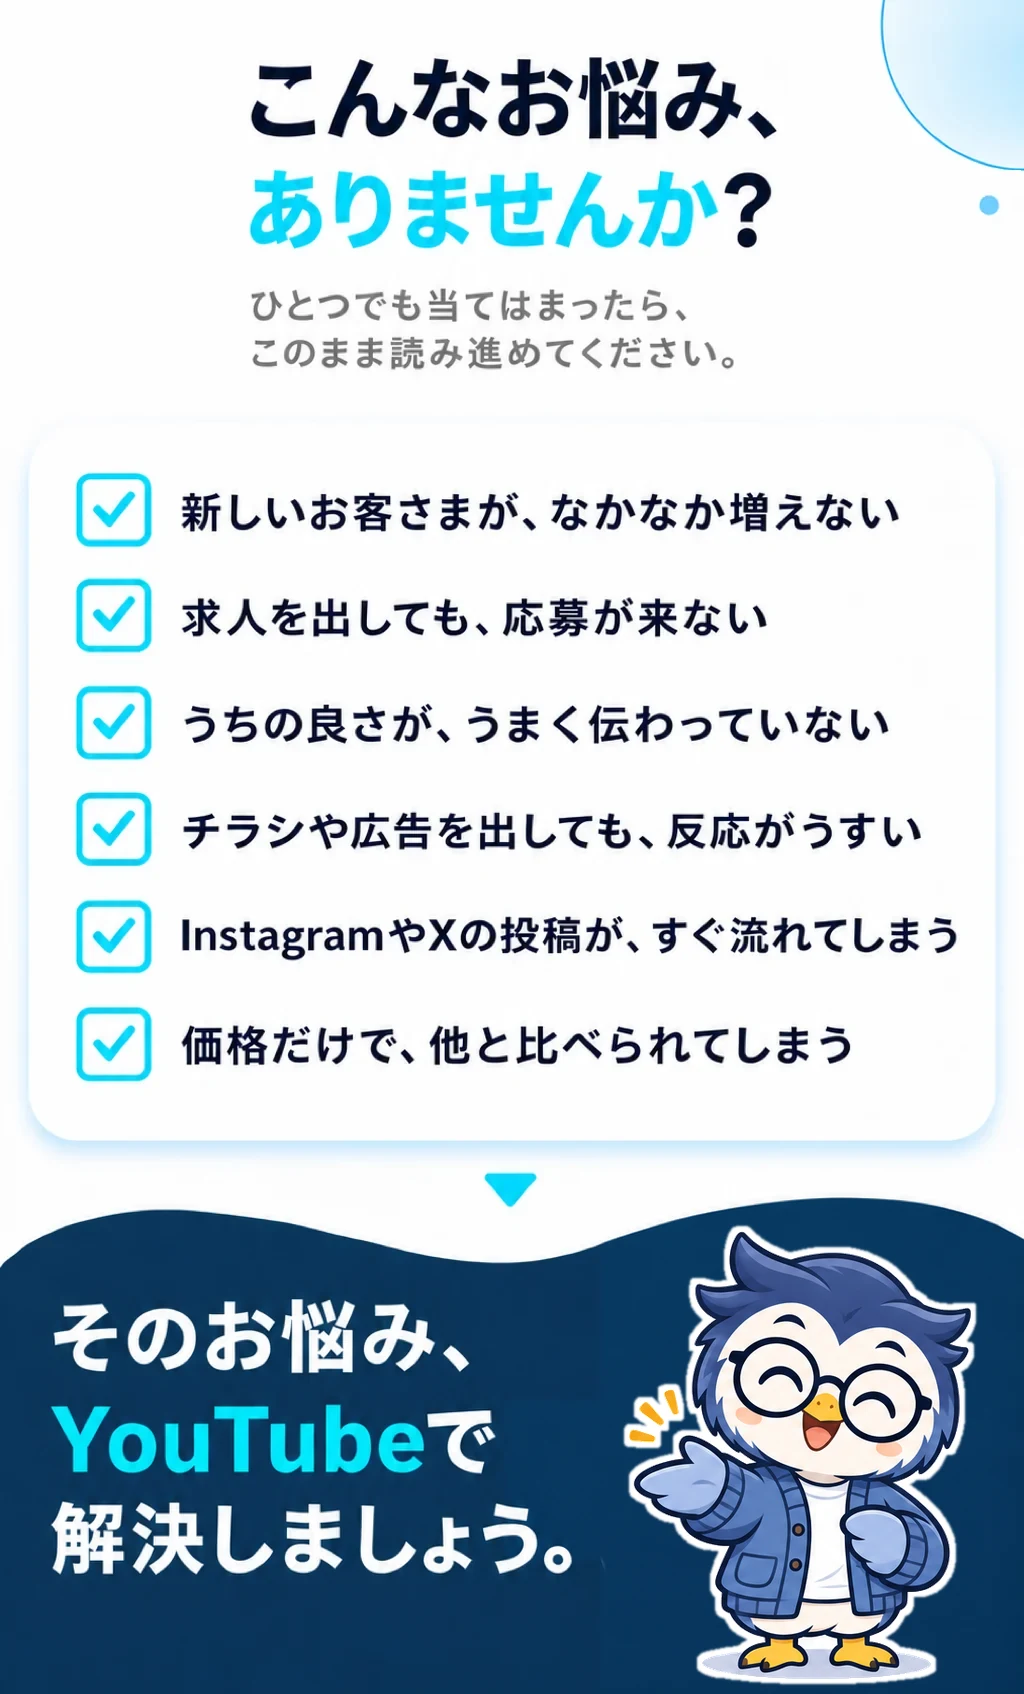 こんなお悩み、
ありませんか?
ひとつでも当てはまったら、
このまま読み進めてください。
新しいお客さまが、なかなか増えない
求人を出しても、応募が来ない
うちの良さが、うまく伝わっていない
チラシや広告を出しても、反応がうすい
InstagramやXの投稿が、すぐ流れてしまう
価格だけで、他と比べられてしまう
そのお悩み、
YouTubeで
解決しましょう。